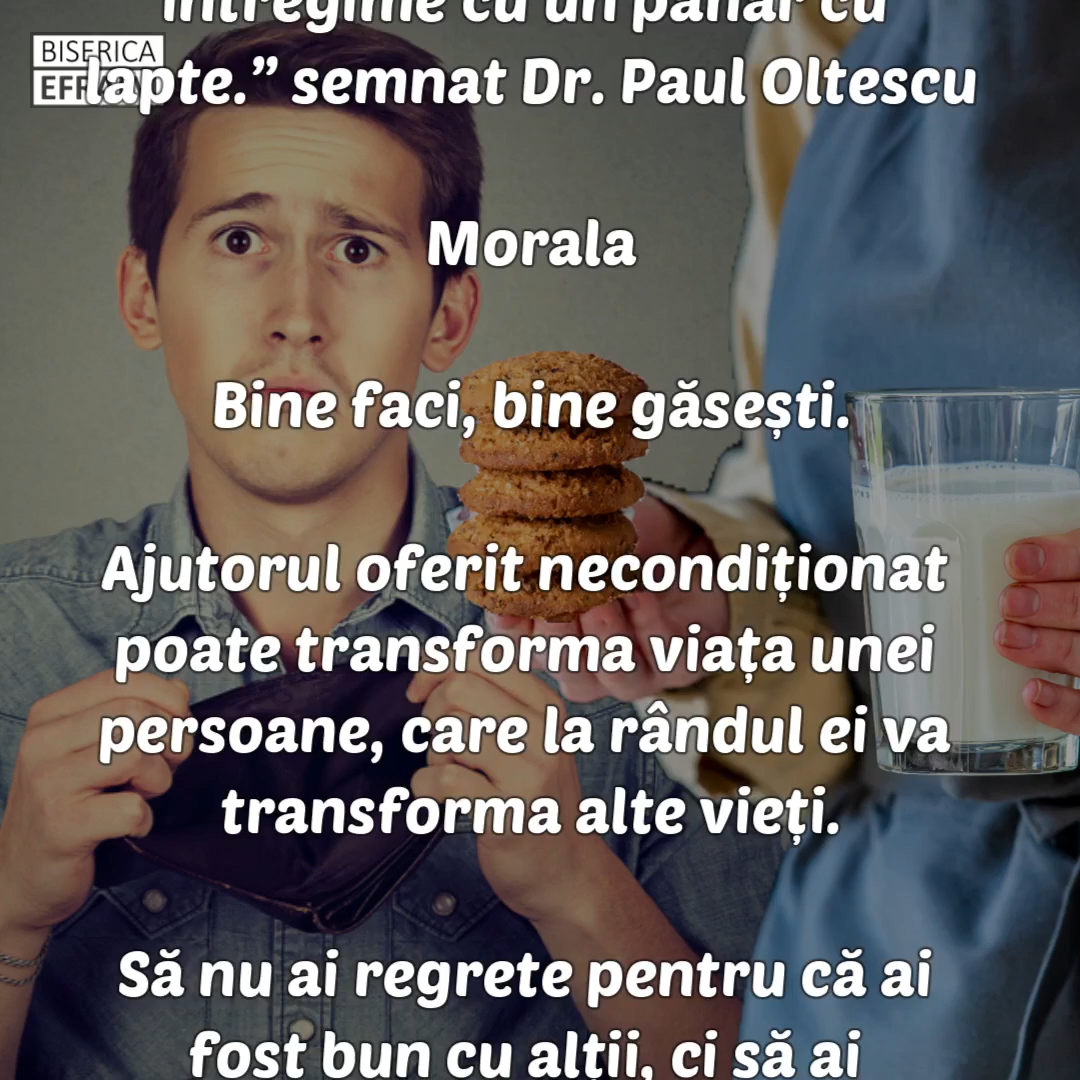 întregime cu un pahar cu
BISERICA
lapte.” semnat Dr. Paul Oltescu
Morala
Bine faci, bine găsești.
Ajutorul oferit necondiționat
poate transforma viața unei
persoane, care la rândul ei va
transforma alte vieți.
Să nu ai regrete pentru că ai
fost bun cu alții, ci să ai